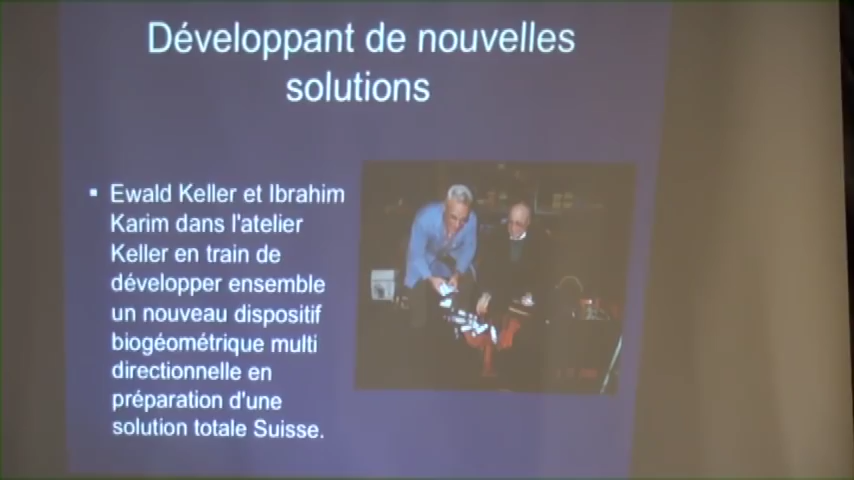 Développant de nouvelles
solutions
▪ Ewald Keller et Ibrahim
Karim dans l'atelier
Keller en train de
développer ensemble
un nouveau dispositif
biogéométrique multi
directionnelle en
préparation d'une
solution totale Suisse.